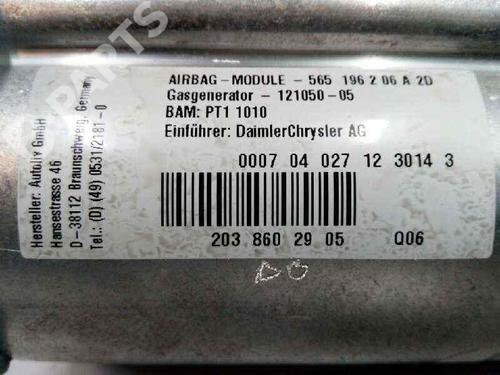 AIRBAG-MODULE - 565 196 2 06 A 2D
Gasgenerator - 121050-05
BAM: PT1 1010
Einführer: DaimlerChrysler AG
0007 04 027 12 3014 3
203 860 29 05 Q06
Hersteller: Autoliv GmbH
Hansestrasse 46
D-38112 Braunschweig, Germany
Tel.: (0) (49) 0531/2181-0